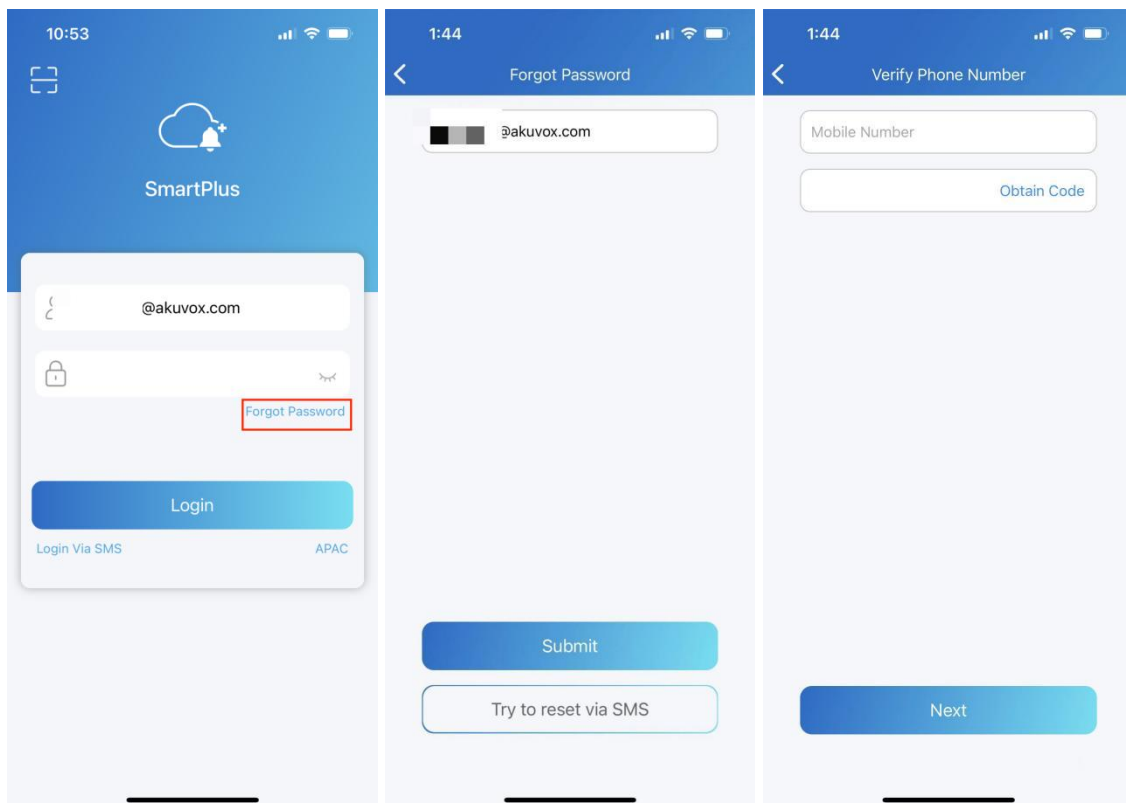 10:53
SmartPlus
@akuvox.com
Forgot Password
Login
Login Via SMS
APAC
1:44
Forgot Password
@akuvox.com
Submit
Try to reset via SMS
1:44
Verify Phone Number
Mobile Number
Obtain Code
Next